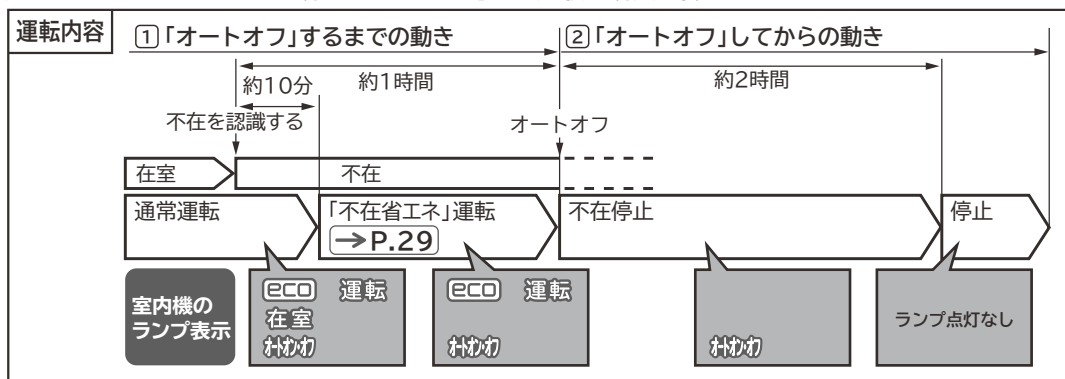 運転内容
1「オートオフ」するまでの動き
2「オートオフ」してからの動き
約10分
約1時間
約2時間
不在を認識する
オートオフ
在室
不在
通常運転
「不在省エネ」運転
→P.29
不在停止
停止
室内機の
ランプ表示
eco 運転
在室
オートオン・オフ
eco 運転
オートオン・オフ
オートオン・オフ
ランプ点灯なし